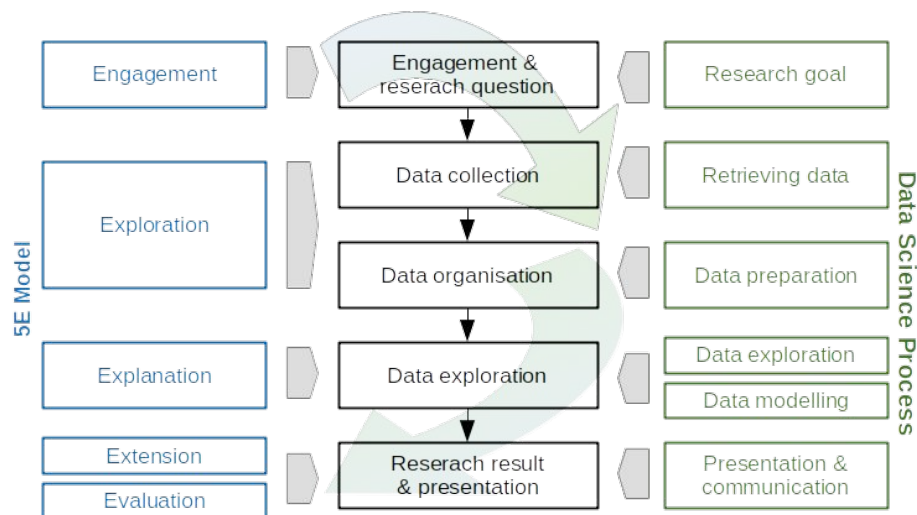 Engagement
Engagement &
reserach question
Research goal
Data collection
Retrieving data
Exploration
Data organisation
Data preparation
5E Model
Data Science Process
Explanation
Data exploration
Data exploration
Data modelling
Extension
Evaluation
Reserach result
& presentation
Presentation &
communication